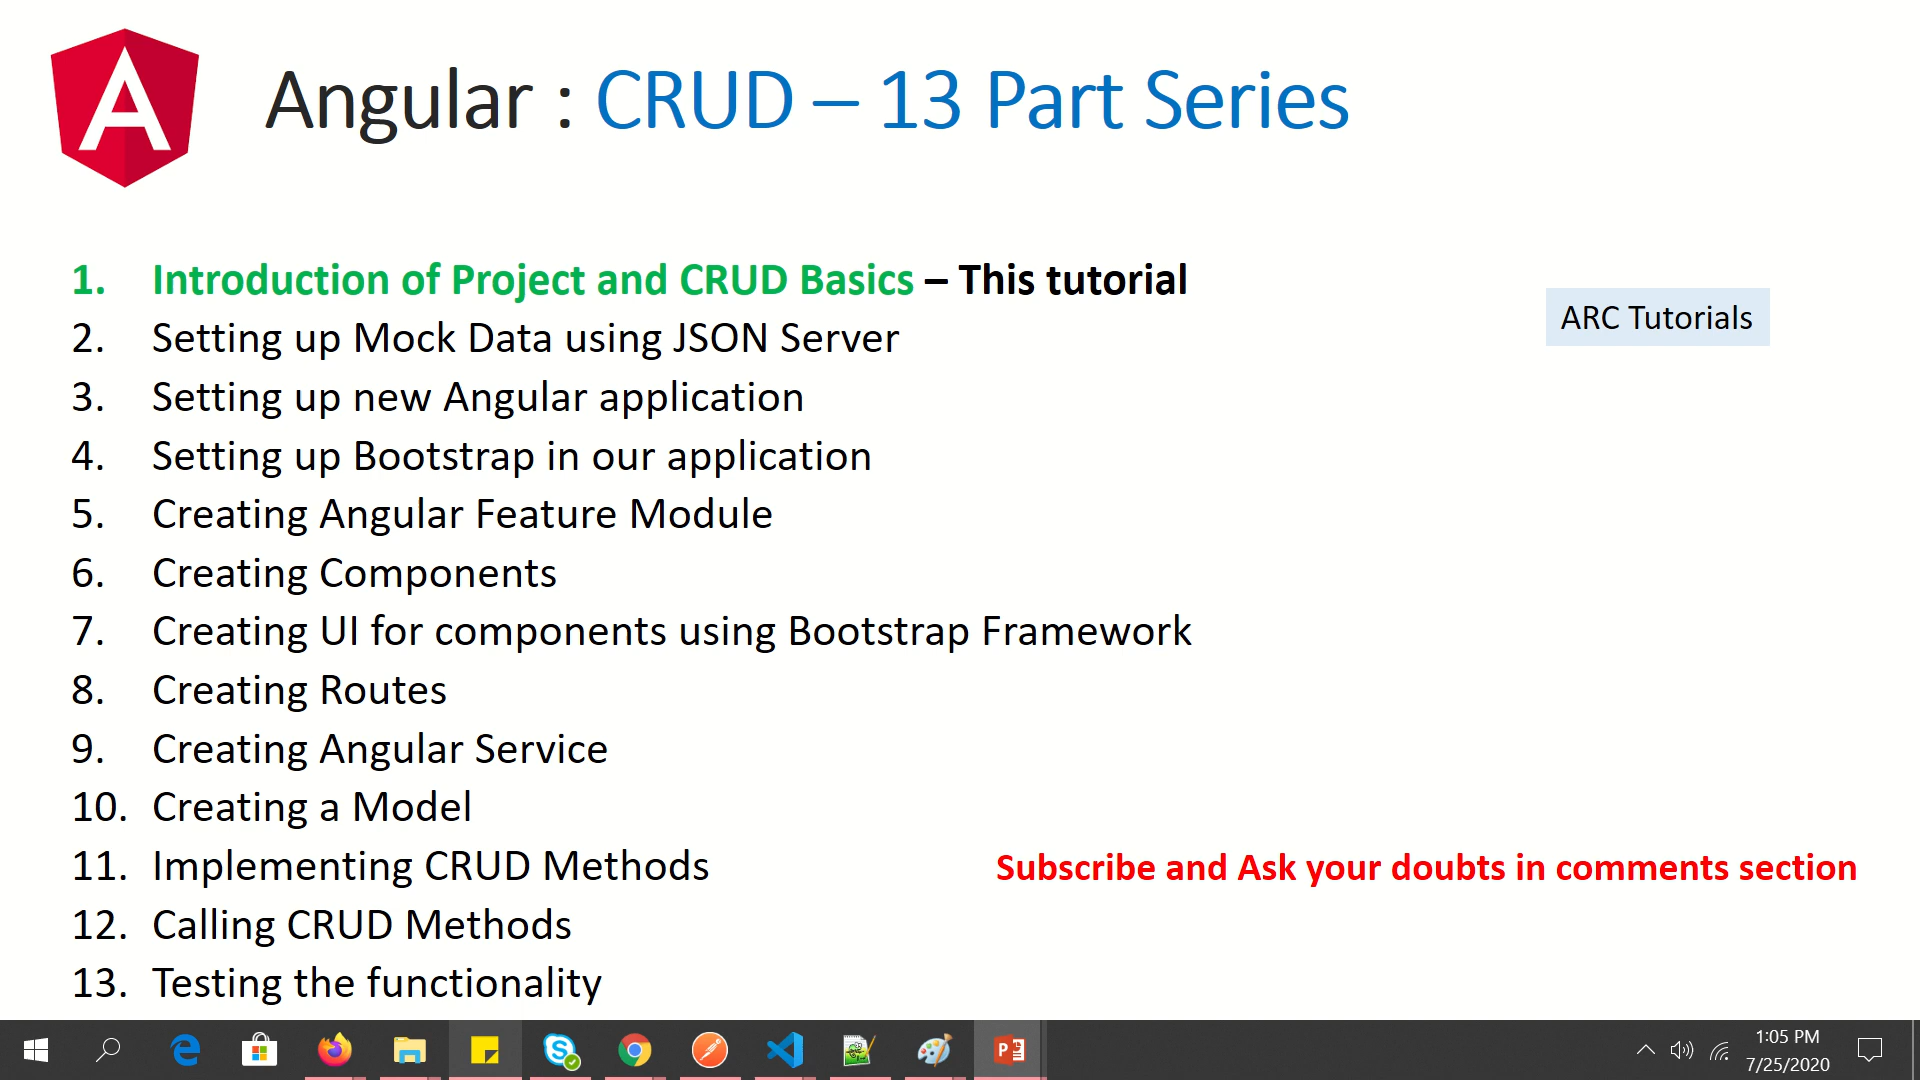 Angular : CRUD – 13 Part Series
1. Introduction of Project and CRUD Basics – This tutorial
2. Setting up Mock Data using JSON Server
ARC Tutorials
3. Setting up new Angular application
4. Setting up Bootstrap in our application
5. Creating Angular Feature Module
6. Creating Components
7. Creating UI for components using Bootstrap Framework
8. Creating Routes
9. Creating Angular Service
10. Creating a Model
11. Implementing CRUD Methods
Subscribe and Ask your doubts in comments section
12. Calling CRUD Methods
13. Testing the functionality
1:05 PM
7/25/2020